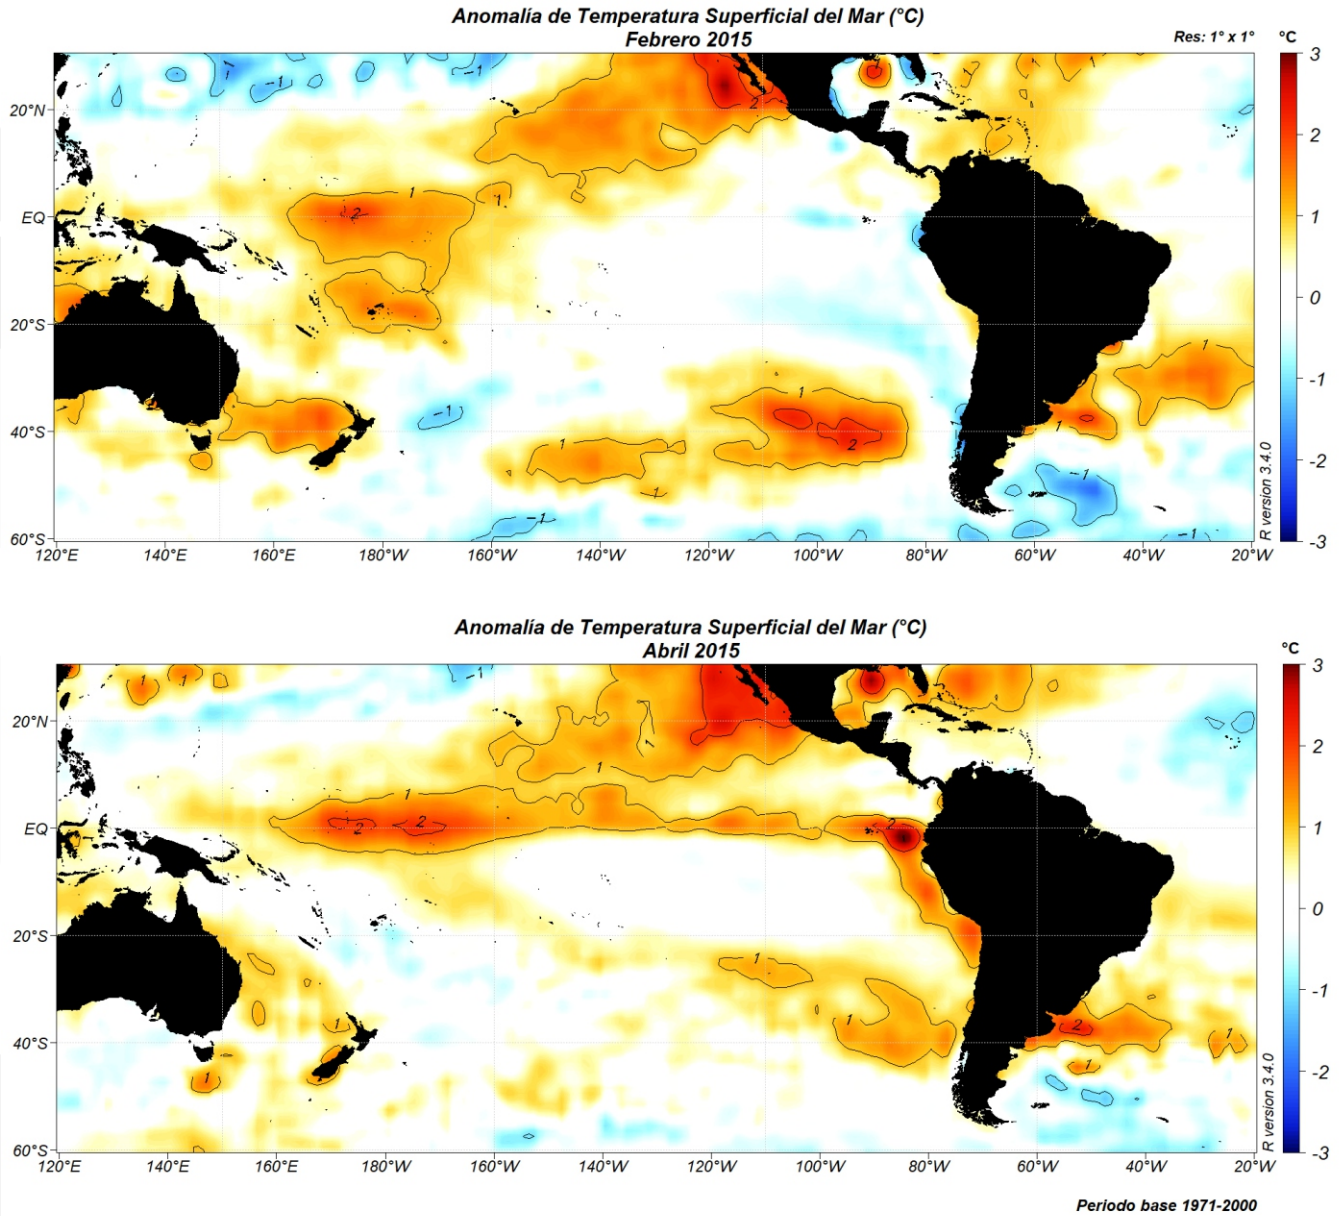 Anomalía de Temperatura Superficial del Mar (°C)
Febrero 2015
Res: 1° x 1°
°C
20°N
EQ
20°S
40°S
60°S
120°E 140°E 160°E 180°W 160°W 140°W 120°W 100°W 80°W 60°W 40°W 20°W
3
2
1
0
-1
-2
-3
R version 3.4.0
Anomalía de Temperatura Superficial del Mar (°C)
Abril 2015
°C
20°N
EQ
20°S
40°S
60°S
120°E 140°E 160°E 180°W 160°W 140°W 120°W 100°W 80°W 60°W 40°W 20°W
3
2
1
0
-1
-2
-3
R version 3.4.0
Periodo base 1971-2000